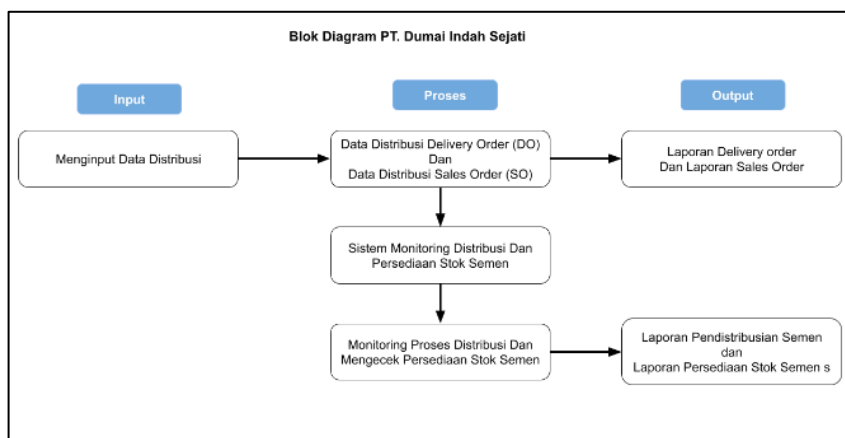 Blok Diagram PT. Dumai Indah Sejati
Input
Proses
Output
Menginput Data Distribusi
Data Distribusi Delivery Order (DO)
Dan
Data Distribusi Sales Order (SO)
Laporan Delivery order
Dan Laporan Sales Order
Sistem Monitoring Distribusi Dan
Persediaan Stok Semen
Monitoring Proses Distribusi Dan
Mengecek Persediaan Stok Semen
Laporan Pendistribusian Semen
dan
Laporan Persediaan Stok Semen s